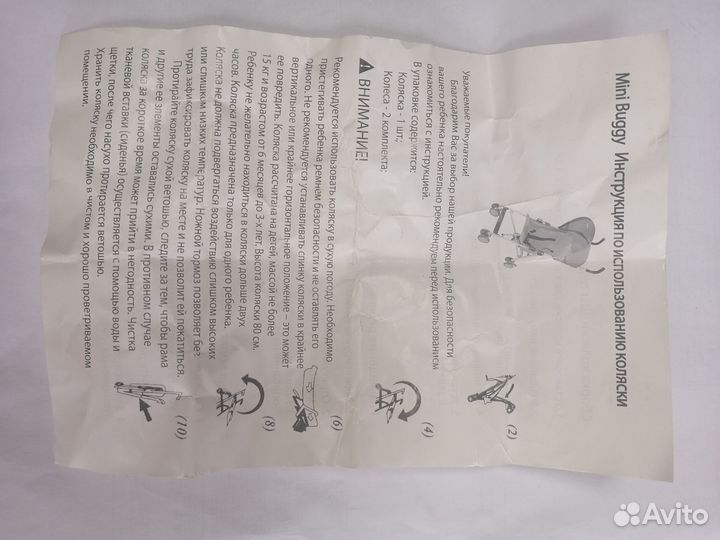 Mini Buggy Инструкция по использованию коляски
Уважаемые покупатели!
Благодарим Вас за выбор нашей продукции. Для безопасности
вашего ребенка настоятельно рекомендуем перед использованием
ознакомиться с инструкцией.
В упаковке содержится:
Коляска - 1 шт;
Колеса - 2 комплекта;
ВНИМАНИЕ!
Рекомендуется использовать коляску в сухую погоду. Необходимо
пристегивать ребенка ремнем безопасности и не оставлять его
одного. Не рекомендуется устанавливать спинку коляски в крайнее
вертикальное или крайнее горизонтальное положение – это может
ее повредить. Коляска рассчитана на детей, массой не более
15 кг и возрастом от 6 месяцев до 3-х лет. Высота коляски 80 см.
Ребенку не желательно находиться в коляски дольше двух
часов. Коляска предназначена только для одного ребенка.
Коляска не должна подвергаться воздействию слишком высоких
или слишком низких температур. Ножной тормоз позволяет бе
труда зафиксировать коляску на месте и не позволит ей покатиться.
Протирайте коляску сухой ветошью, следите за тем, чтобы рама
и другие ее элементы оставались сухими. В противном случае
коляска за короткое время может прийти в негодность. Чистка
тканевой вставки (сиденья) осуществляется с помощью воды и
щетки, после чего насухо протирается ветошью.
Хранить коляску необходимо в чистом и хорошо проветриваемом
помещении.
(2)
(4)
(6)
(8)
(10)
Avito